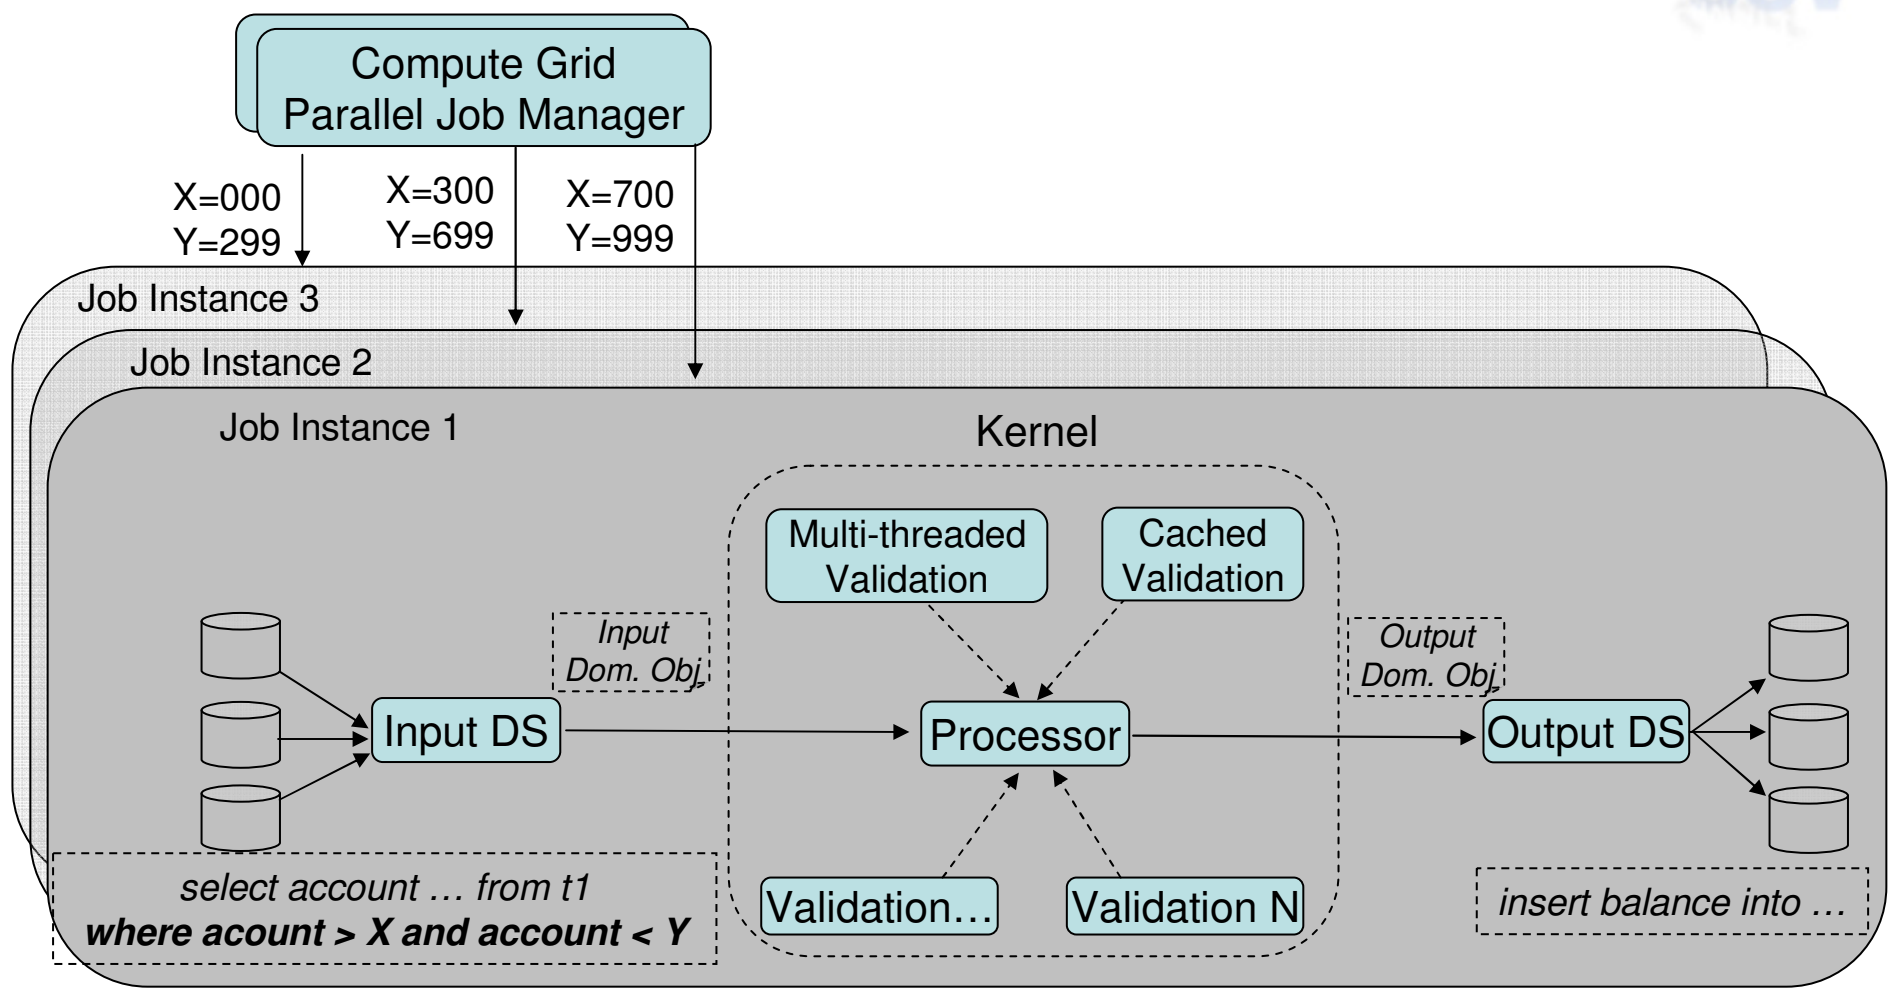 Compute Grid
Parallel Job Manager
X=000
Y=299
X=300
Y=699
X=700
Y=999
Job Instance 3
Job Instance 2
Job Instance 1
Kernel
Multi-threaded
Validation
Cached
Validation
Input
Dom. Obj.
Output
Dom. Obj.
Input DS
Processor
Output DS
Validation…
Validation N
select account … from t1
where acount > X and account < Y
insert balance into …